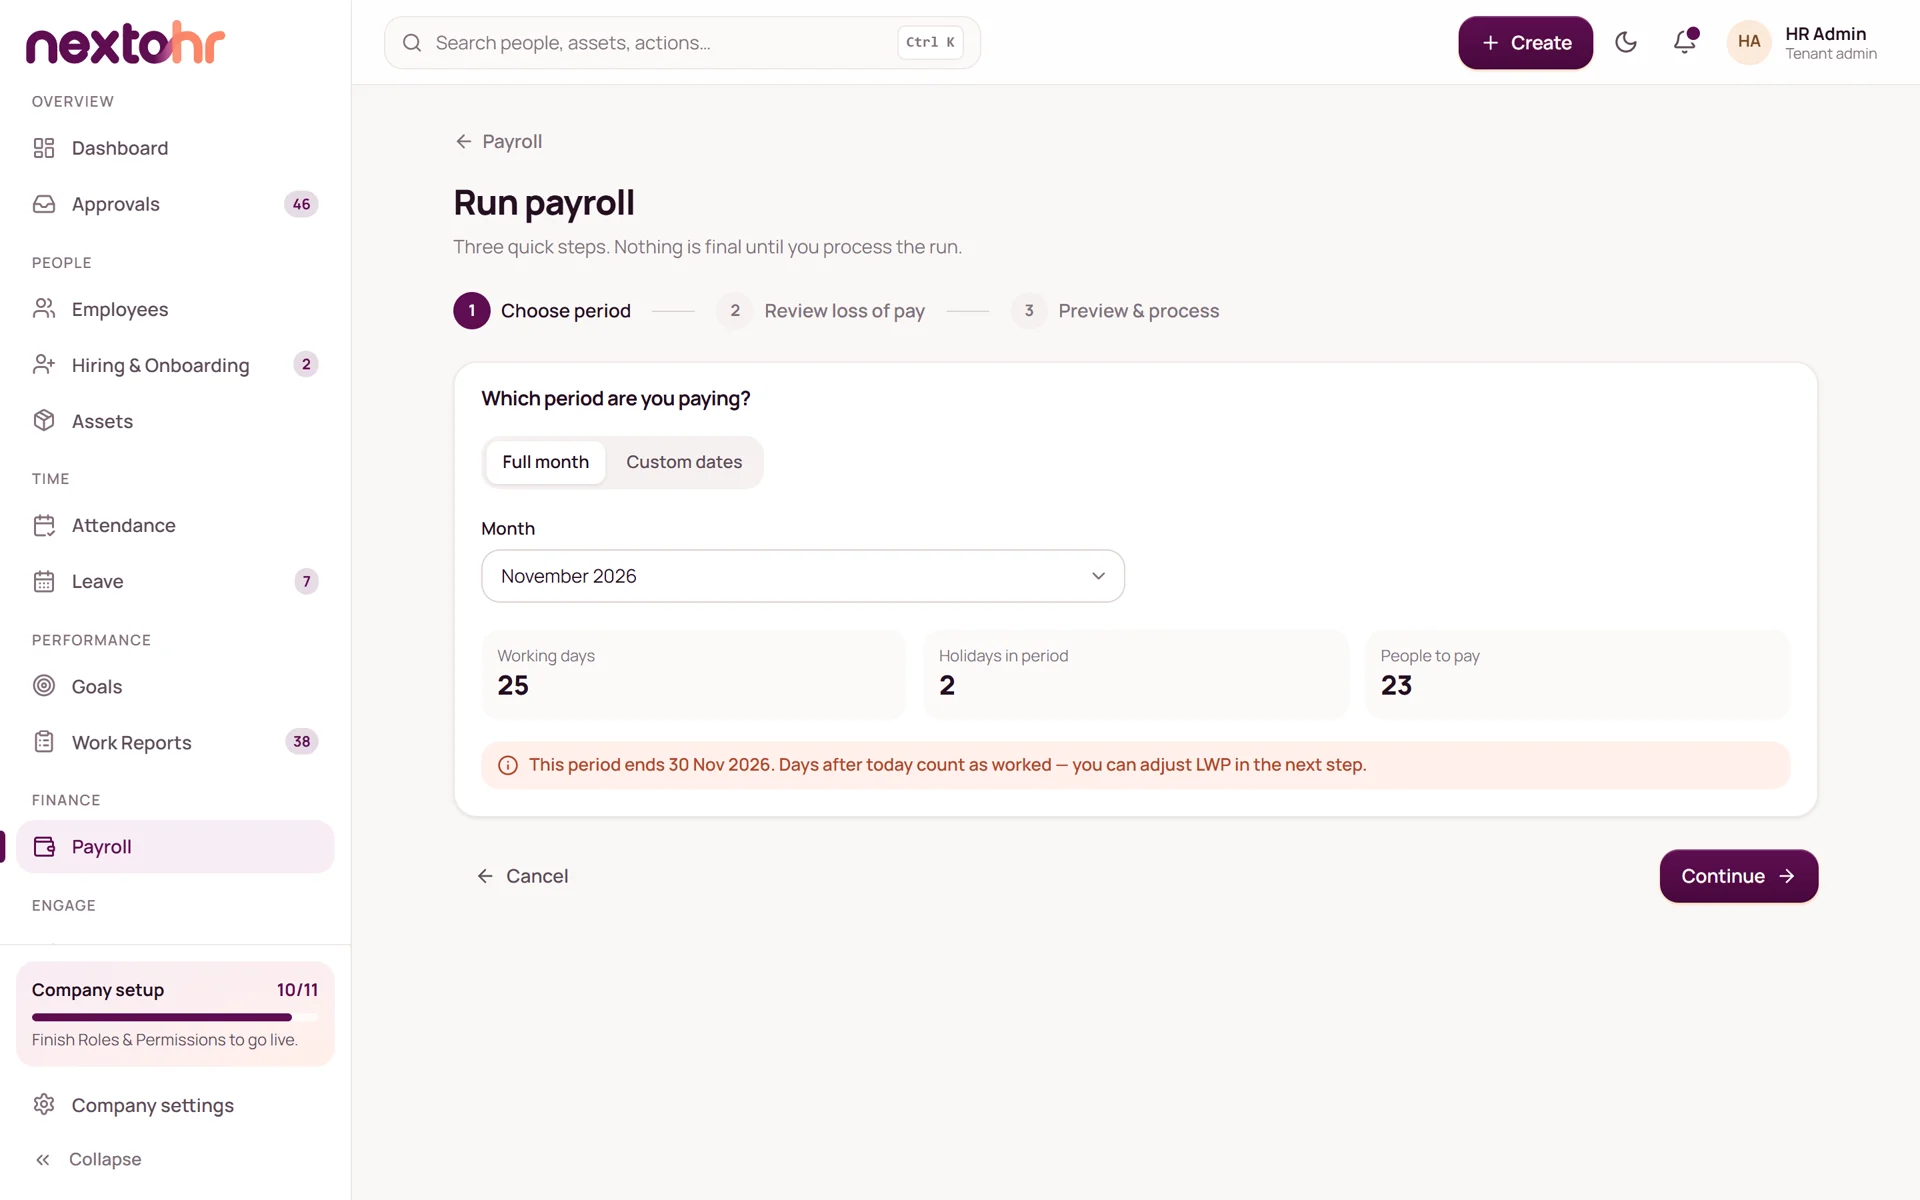 nextohr
Search people, assets, actions...
Ctrl K
+ Create
HA
HR Admin
Tenant admin
OVERVIEW
Dashboard
Approvals 46
PEOPLE
Employees
Hiring & Onboarding 2
Assets
TIME
Attendance
Leave 7
PERFORMANCE
Goals
Work Reports 38
FINANCE
Payroll
ENGAGE
Company setup 10/11
Finish Roles & Permissions to go live.
Company settings
Collapse
Payroll
Run payroll
Three quick steps. Nothing is final until you process the run.
1 Choose period
2 Review loss of pay
3 Preview & process
Which period are you paying?
Full month
Custom dates
Month
November 2026
Working days
25
Holidays in period
2
People to pay
23
This period ends 30 Nov 2026. Days after today count as worked — you can adjust LWP in the next step.
Cancel
Continue